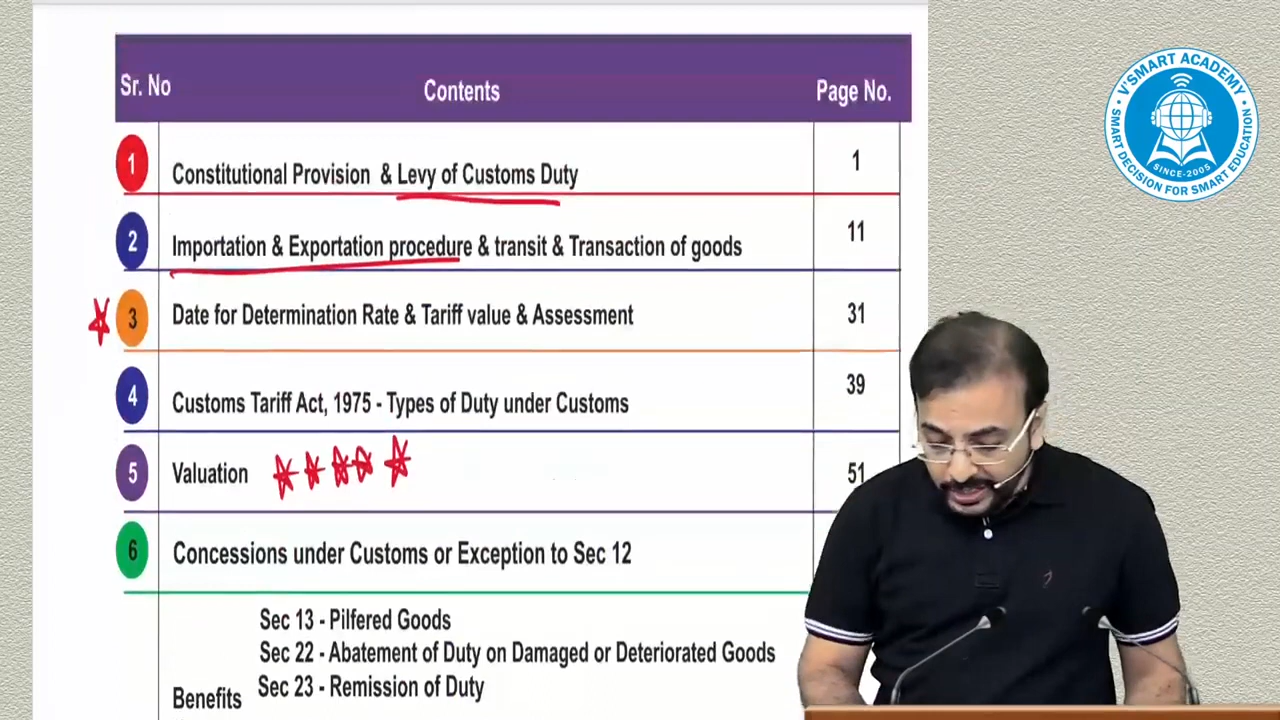 Sr. No Contents Page No.
1 Constitutional Provision & Levy of Customs Duty 1
2 Importation & Exportation procedure & transit & Transaction of goods 11
3 Date for Determination Rate & Tariff value & Assessment 31
4 Customs Tariff Act, 1975 - Types of Duty under Customs 39
5 Valuation 51
6 Concessions under Customs or Exception to Sec 12
Sec 13 - Pilfered Goods
Sec 22 - Abatement of Duty on Damaged or Deteriorated Goods
Sec 23 - Remission of Duty
Benefits
V'SMART ACADEMY
SINCE-2005
SMART DECISION FOR SMART EDUCATION